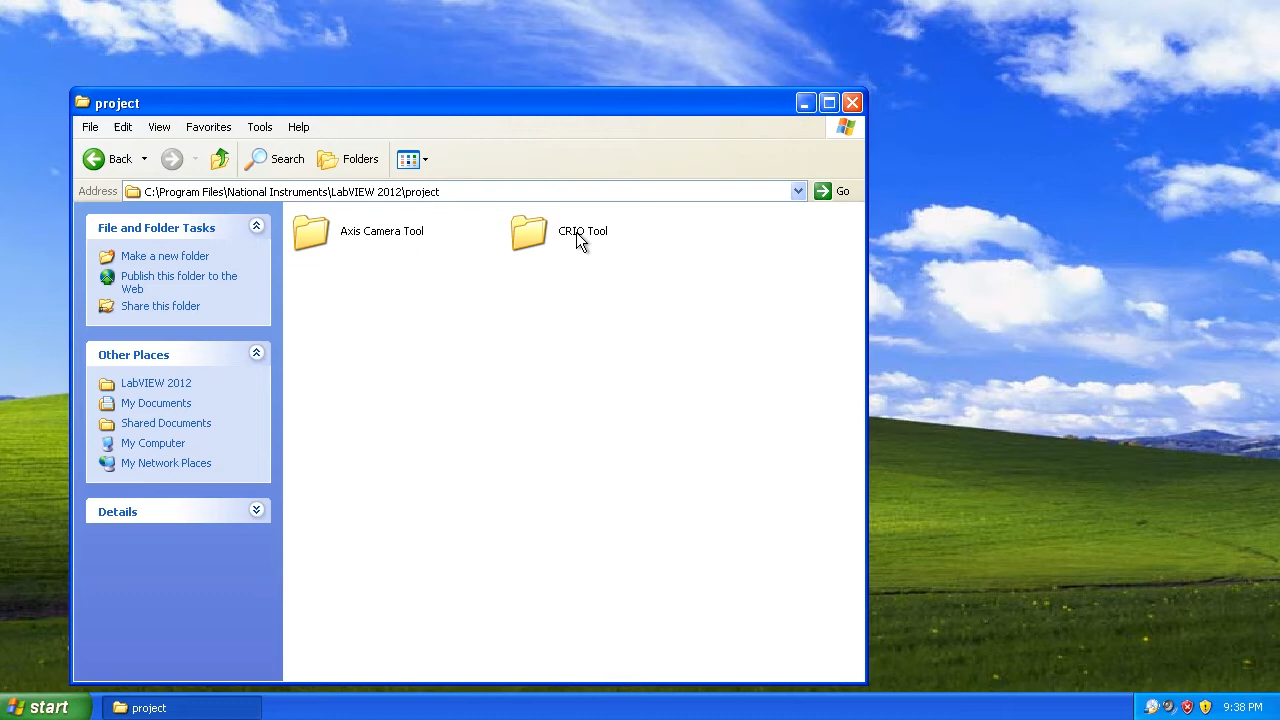 project
File Edit View Favorites Tools Help
Back Search Folders
Address C:\Program Files\National Instruments\LabVIEW 2012\project Go
File and Folder Tasks
Make a new folder
Publish this folder to the
Web
Share this folder
Other Places
LabVIEW 2012
My Documents
Shared Documents
My Computer
My Network Places
Details
Axis Camera Tool
CRIO Tool
start project 9:38 PM